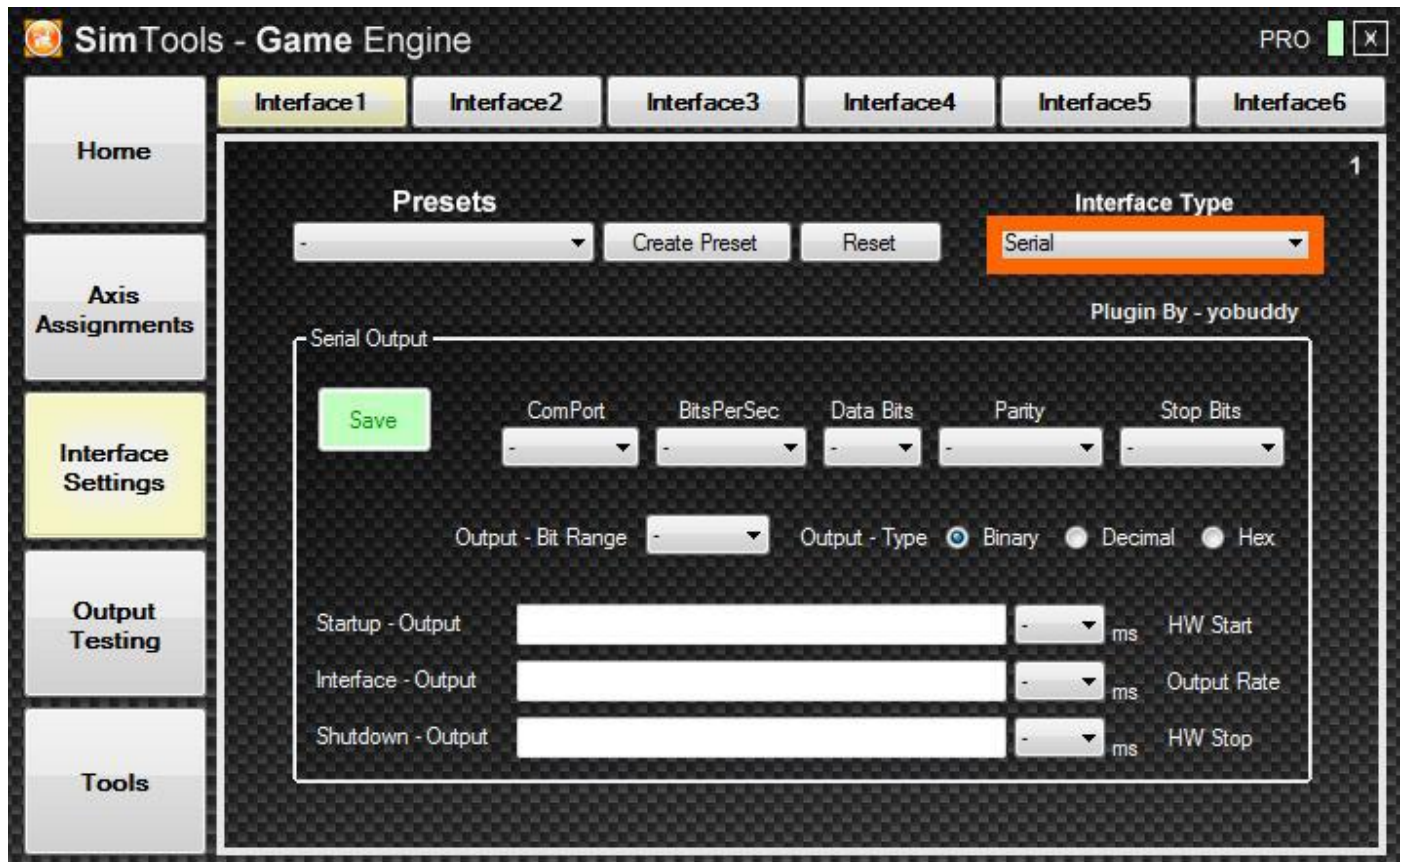 SimTools - Game Engine
PRO
X
Interface1 Interface2 Interface3 Interface4 Interface5 Interface6
Home
Axis
Assignments
Interface
Settings
Output
Testing
Tools
1
Presets
Interface Type
- Create Preset Reset Serial
Plugin By - yobuddy
Serial Output
Save
ComPort BitsPerSec Data Bits Parity Stop Bits
- - - - -
Output - Bit Range - Output - Type Binary Decimal Hex
Startup - Output - ms HW Start
Interface - Output - ms Output Rate
Shutdown - Output - ms HW Stop